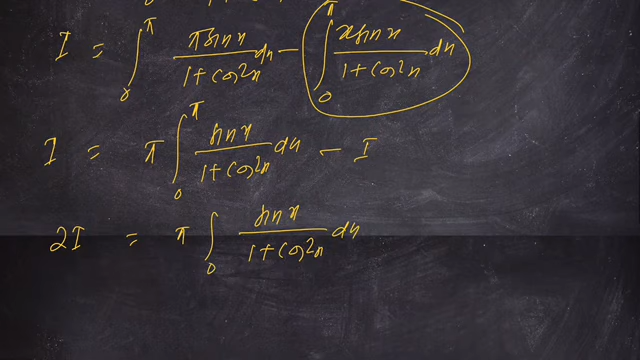 I = ∫₀^π π sin x / (1 + cos²x) dx − ∫₀^π x sin x / (1 + cos²x) dx
I = π ∫₀^π sin x / (1 + cos²x) dx − I
2I = π ∫₀ sin x / (1 + cos²x) dx